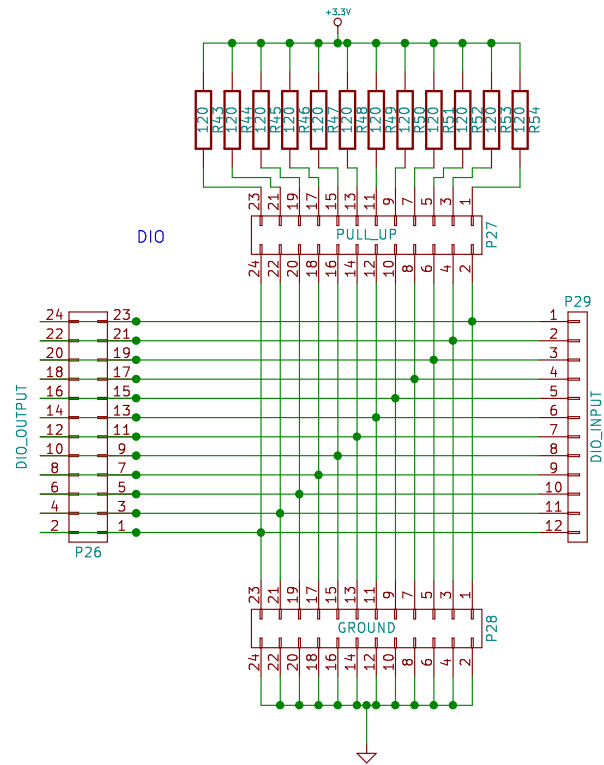 +3.3V
120 R43
120 R44
120 R45
120 R46
120 R47
120 R48
120 R49
120 R50
120 R51
120 R52
120 R53
120 R54
23 21 19 17 15 13 11 9 7 5 3 1
DIO
PULL_UP
P27
24 22 20 18 16 14 12 10 8 6 4 2
P29
24 23 1
22 21 2
20 19 3
18 17 4
16 15 5
14 13 6
12 11 7
10 9 8
8 7 9
6 5 10
4 3 11
2 1 12
DIO_OUTPUT
DIO_INPUT
P26
23 21 19 17 15 13 11 9 7 5 3 1
GROUND
P28
24 22 20 18 16 14 12 10 8 6 4 2